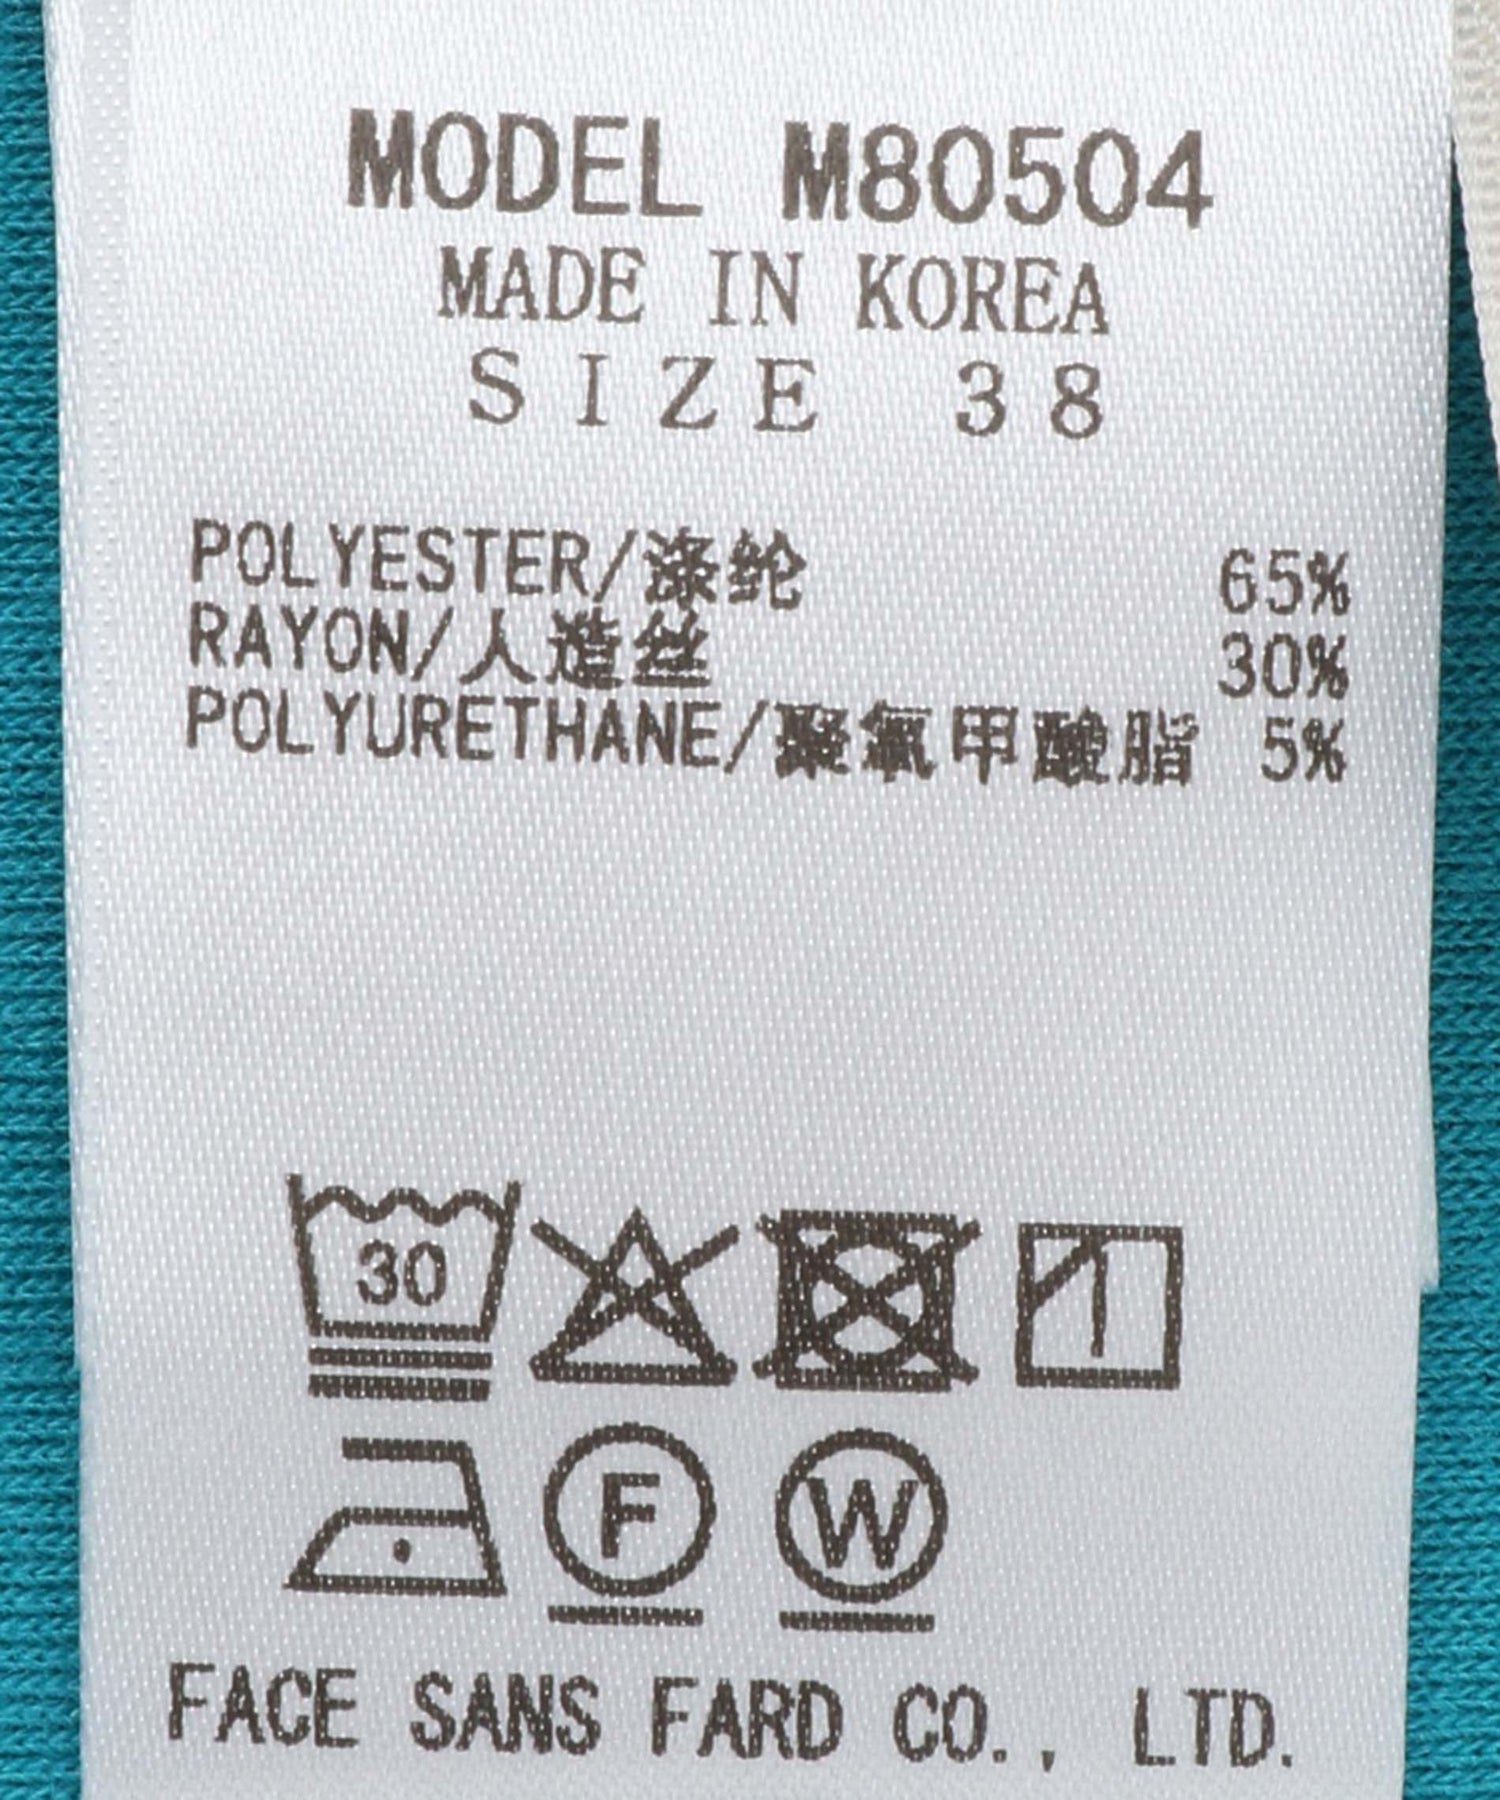 MODEL M80504
MADE IN KOREA
SIZE 38
POLYESTER/涤纶 65%
RAYON/人造丝 30%
POLYURETHANE/聚氧甲酸脂 5%
30
F W
FACE SANS FARD CO., LTD.